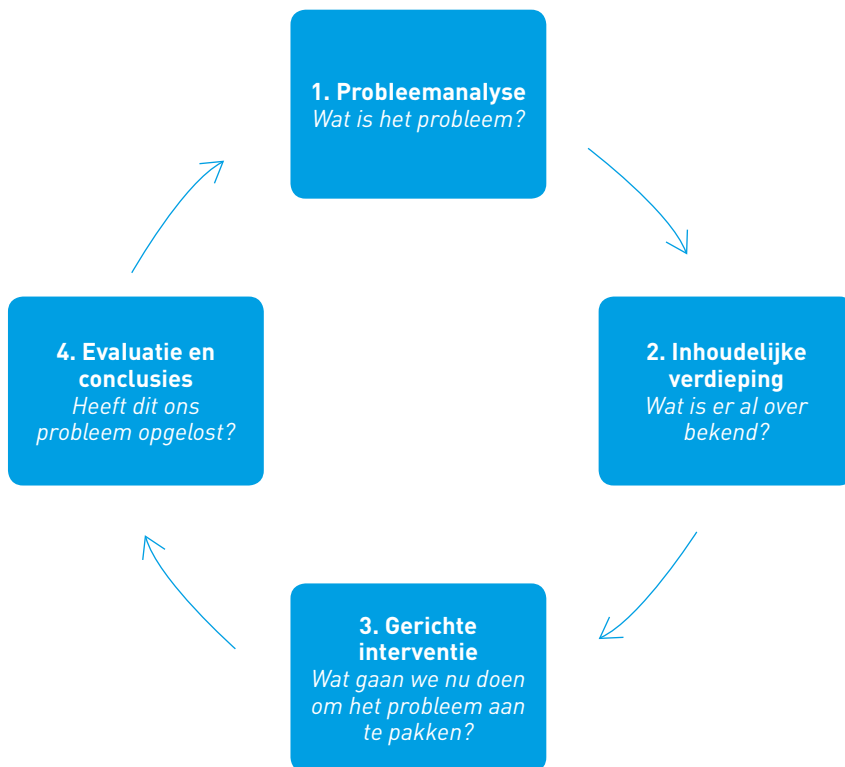 1. Probleemanalyse
Wat is het probleem?
2. Inhoudelijke
verdieping
Wat is er al over
bekend?
3. Gerichte
interventie
Wat gaan we nu doen
om het probleem aan
te pakken?
4. Evaluatie en
conclusies
Heeft dit ons
probleem opgelost?